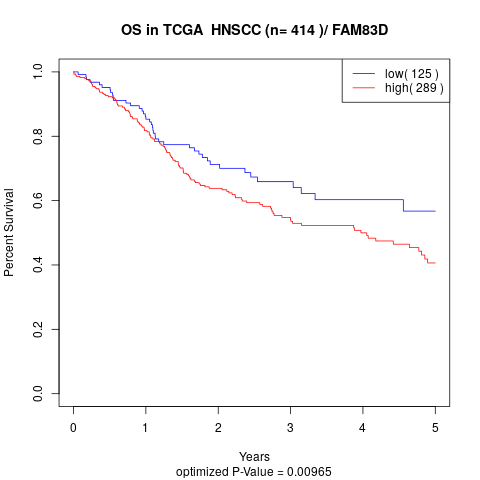 OS in TCGA  HNSCC (n= 414 )/ FAM83D
low( 125 )
high( 289 )
Percent Survival
1.0
0.8
0.6
0.4
0.2
0.0
0 1 2 3 4 5
Years
optimized P-Value = 0.00965